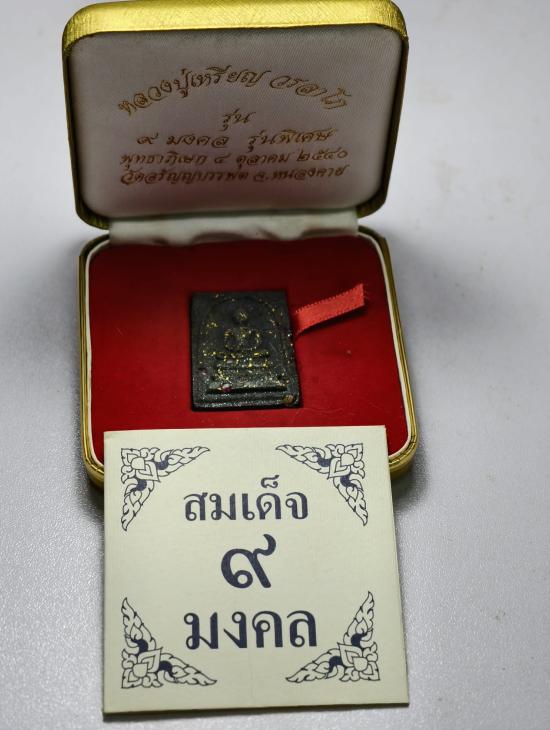 หลวงปู่เหรียญ วรลาโภ
รุ่น
๙ มงคล รุ่นพิเศษ
พุทธาภิเษก ๔ ตุลาคม ๒๕๔๐
วัดอรัญญบรรพต จ.หนองคาย
สมเด็จ
๙
มงคล